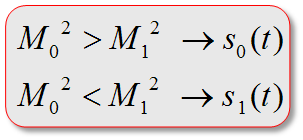 M₀² > M₁² → s₀(t)
M₀² < M₁² → s₁(t)